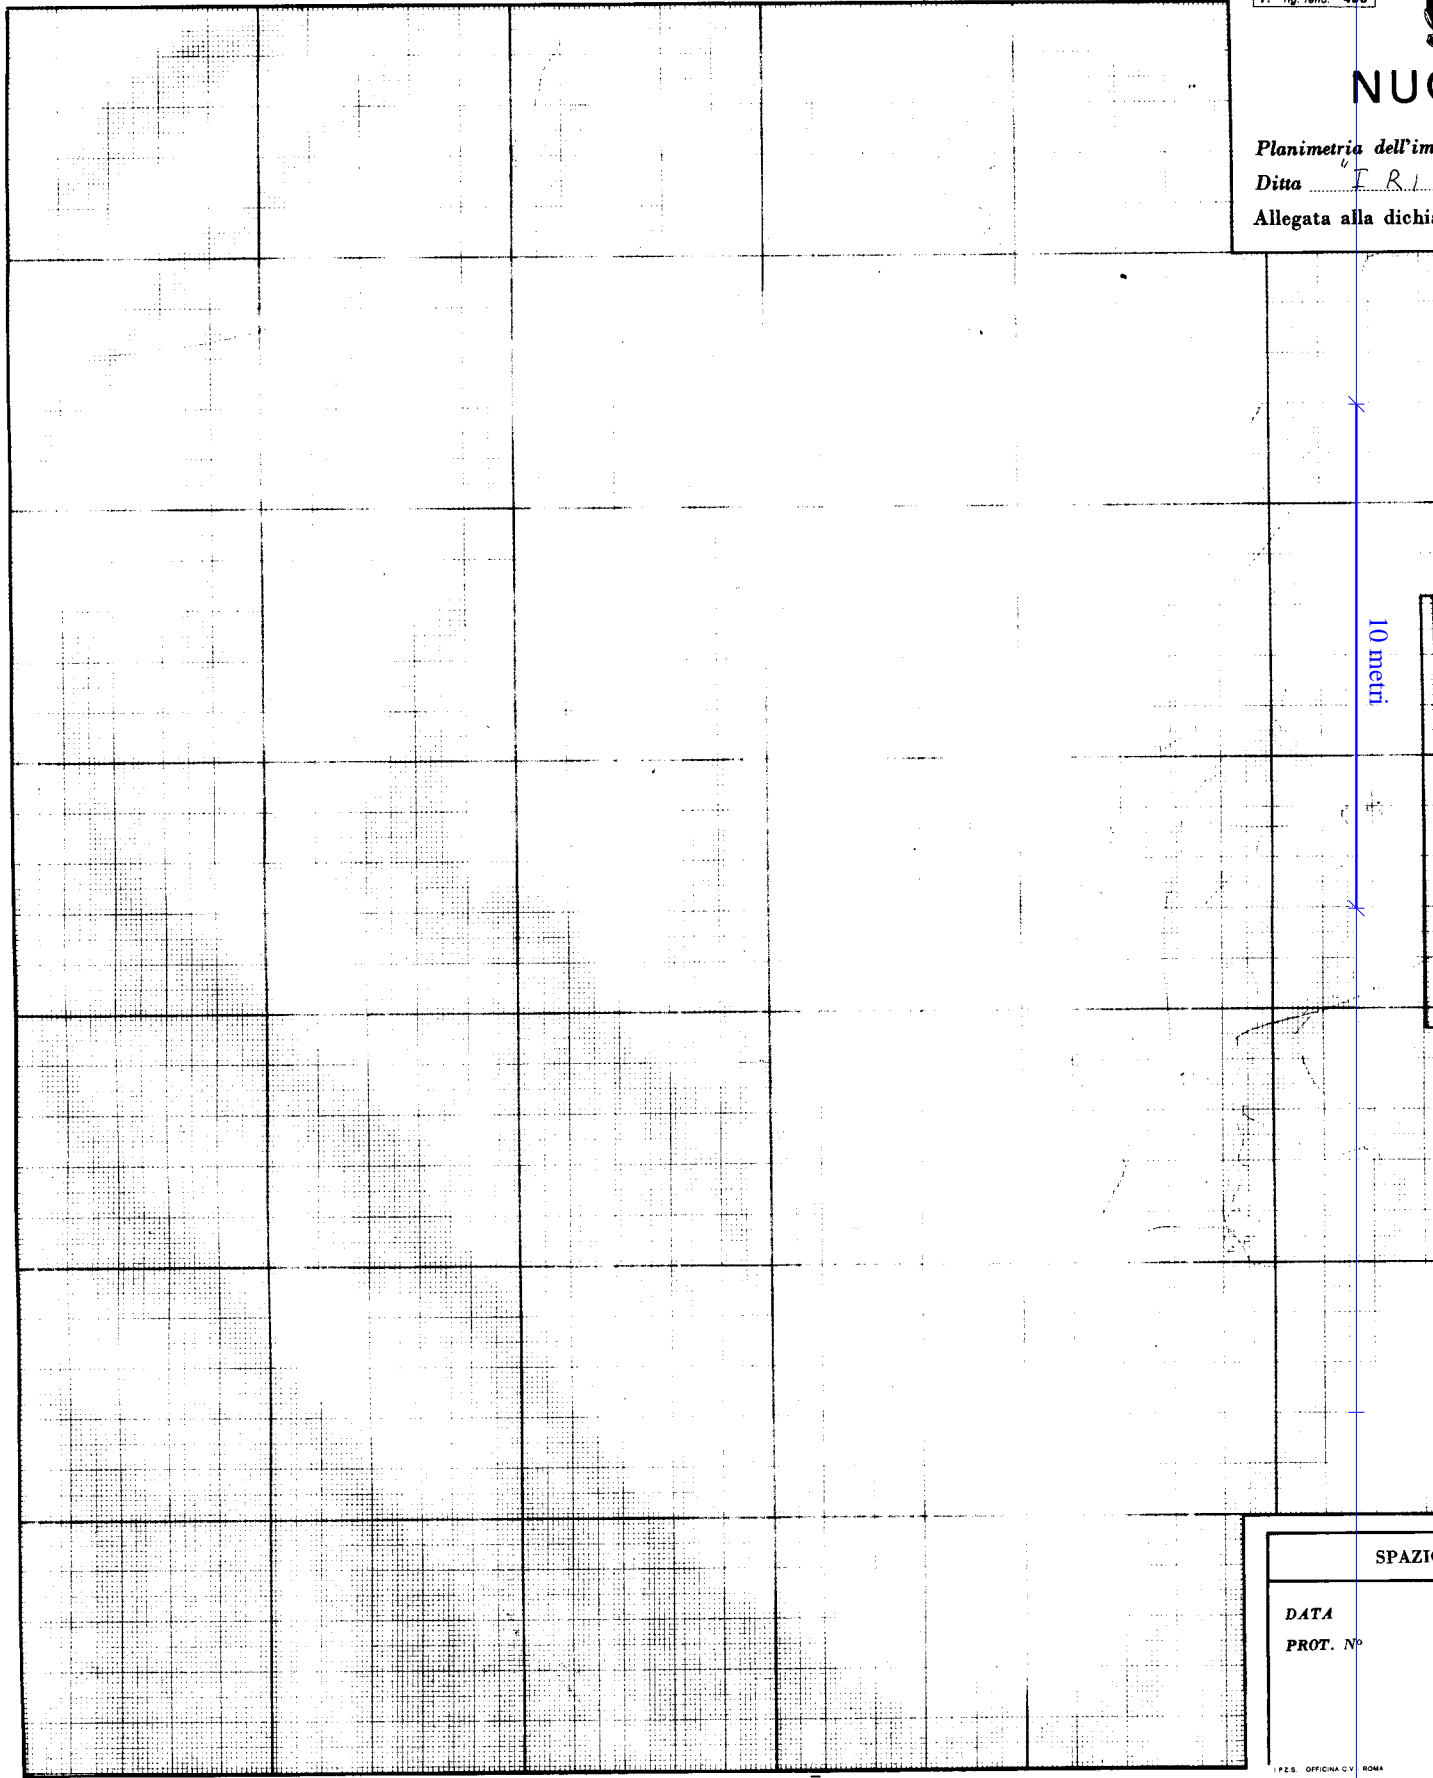 NU
Planimetria dell'im
Ditta " I R I
Allegata alla dichi
10 metri
SPAZI
DATA
PROT. N°
I.P.Z.S. OFFICINA C.V. ROMA